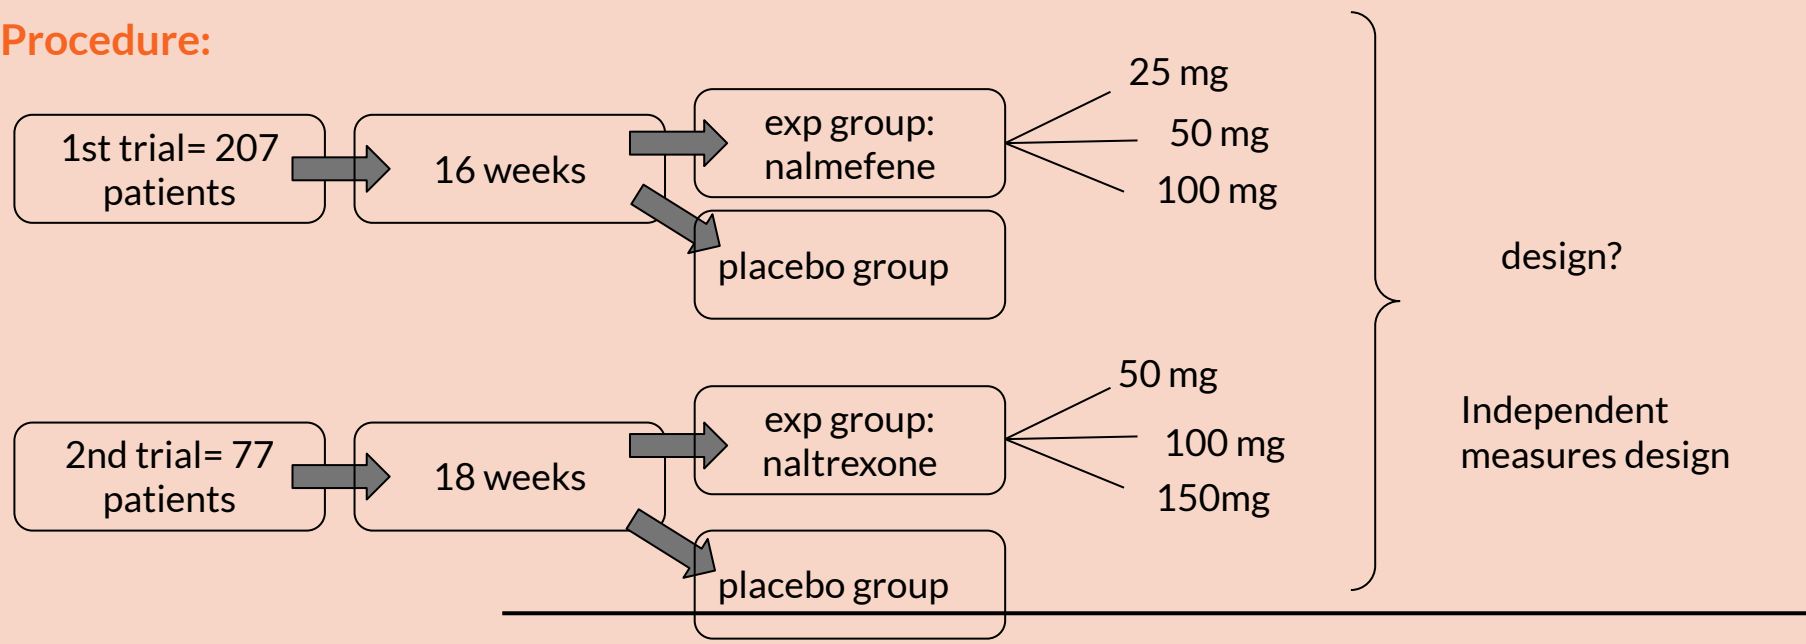 Procedure:
1st trial= 207
patients
16 weeks
exp group:
nalmefene
25 mg
50 mg
100 mg
placebo group
design?
2nd trial= 77
patients
18 weeks
exp group:
naltrexone
50 mg
100 mg
150mg
placebo group
Independent
measures design